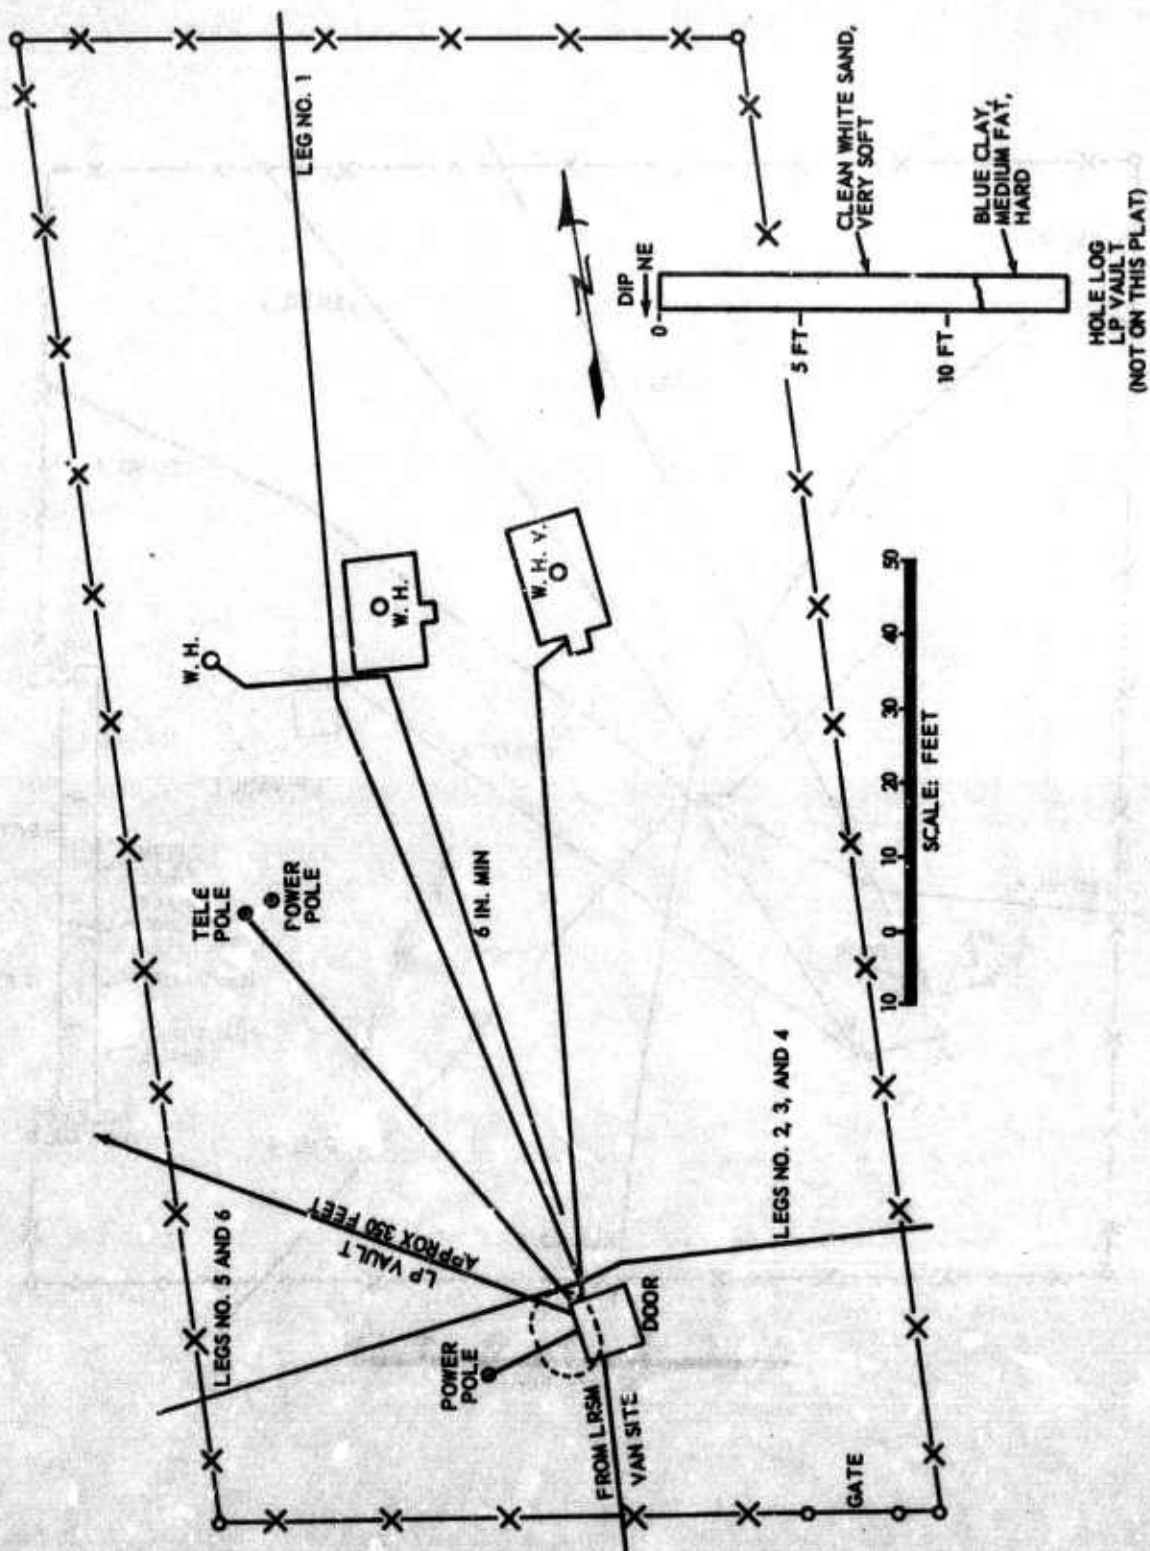 LEG NO. 1
CLEAN WHITE SAND,
VERY SOFT
BLUE CLAY,
MEDIUM FAT,
HARD
DIP
NE
0
5 FT
10 FT
HOLE LOG
LP VAULT
(NOT ON THIS PLAT)
N
W. H.
W. H.
W. H. V.
TELE
POLE
POWER
POLE
6 IN. MIN
10
0
10
20
30
40
50
SCALE: FEET
LEGS NO. 5 AND 6
LP VAULT
APPROX 350 FEET
LEGS NO. 2, 3, AND 4
POWER
POLE
DOOR
FROM LRSM
VAN SITE
GATE